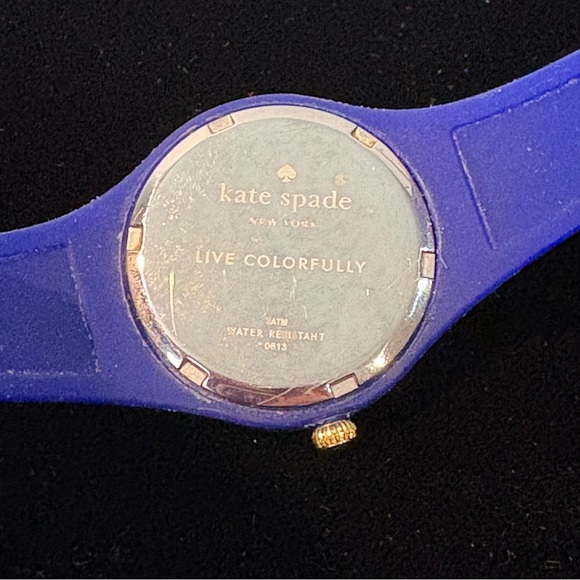 kate spade
NEW YORK
LIVE COLORFULLY
3ATM
WATER RESISTANT
0613